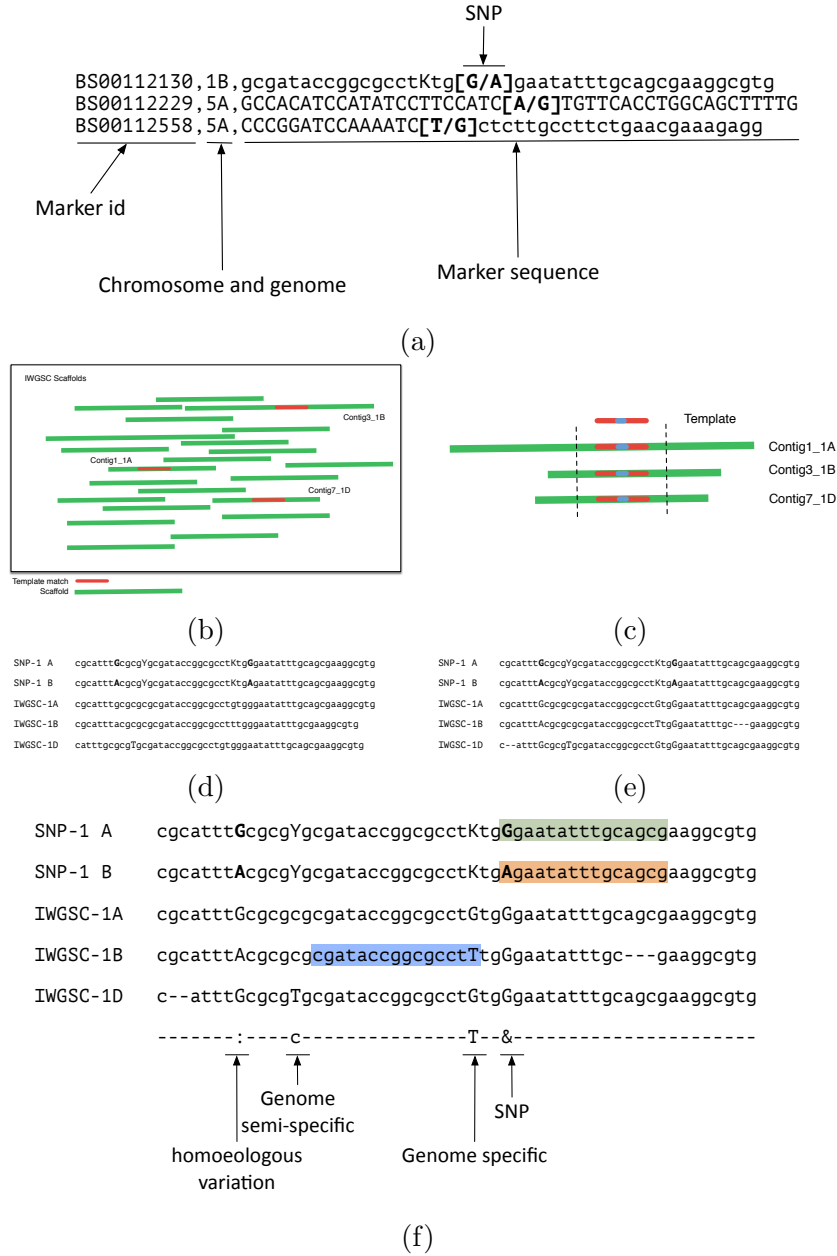 SNP
BS00112130,1B,gcgataccggcgcctKtg[G/A]gaatatttgcagcgaaggcgtg
BS00112229,5A,GCCACATCCATATCCTTCCATC[A/G]TGTTCACCTGGCAGCTTTTG
BS00112558,5A,CCCGGATCCAAAATC[T/G]ctcttgccttctgaacgaaagagg
Marker id
Chromosome and genome
Marker sequence
(a)
IWGSC Scaffolds
Contig3_1B
Contig1_1A
Contig7_1D
Template match
Scaffold
(b)
Template
Contig1_1A
Contig3_1B
Contig7_1D
(c)
SNP-1 A cgcatttGcgcgYgcgataccggcgcctKtgGgaatatttgcagcgaaggcgtg
SNP-1 B cgcatttAcgcgYgcgataccggcgcctKtgAgaatatttgcagcgaaggcgtg
IWGSC-1A cgcatttgcgcgcgcgataccggcgcctgtgggaatatttgcagcgaaggcgtg
IWGSC-1B cgcatttacgcgcgcgataccggcgcctttgggaatatttgcgaaggcgtg
IWGSC-1D catttgcgcgTgcgataccggcgcctgtgggaatatttgcagcgaaggcgtg
(d)
SNP-1 A cgcatttGcgcgYgcgataccggcgcctKtgGgaatatttgcagcgaaggcgtg
SNP-1 B cgcatttAcgcgYgcgataccggcgcctKtgAgaatatttgcagcgaaggcgtg
IWGSC-1A cgcatttGcgcgcgcgataccggcgcctGtgGgaatatttgcagcgaaggcgtg
IWGSC-1B cgcatttAcgcgcgcgataccggcgcctTtgGgaatatttgc---gaaggcgtg
IWGSC-1D c--atttGcgcgTgcgataccggcgcctGtgGgaatatttgcagcgaaggcgtg
(e)
SNP-1 A cgcatttGcgcgYgcgataccggcgcctKtgGgaatatttgcagcgaaggcgtg
SNP-1 B cgcatttAcgcgYgcgataccggcgcctKtgAgaatatttgcagcgaaggcgtg
IWGSC-1A cgcatttGcgcgcgcgataccggcgcctGtgGgaatatttgcagcgaaggcgtg
IWGSC-1B cgcatttAcgcgcgcgataccggcgcctTtgGgaatatttgc---gaaggcgtg
IWGSC-1D c--atttGcgcgTgcgataccggcgcctGtgGgaatatttgcagcgaaggcgtg
-------:----c---------------T--&----------------------
Genome
semi-specific
SNP
homoeologous
variation
Genome specific
(f)